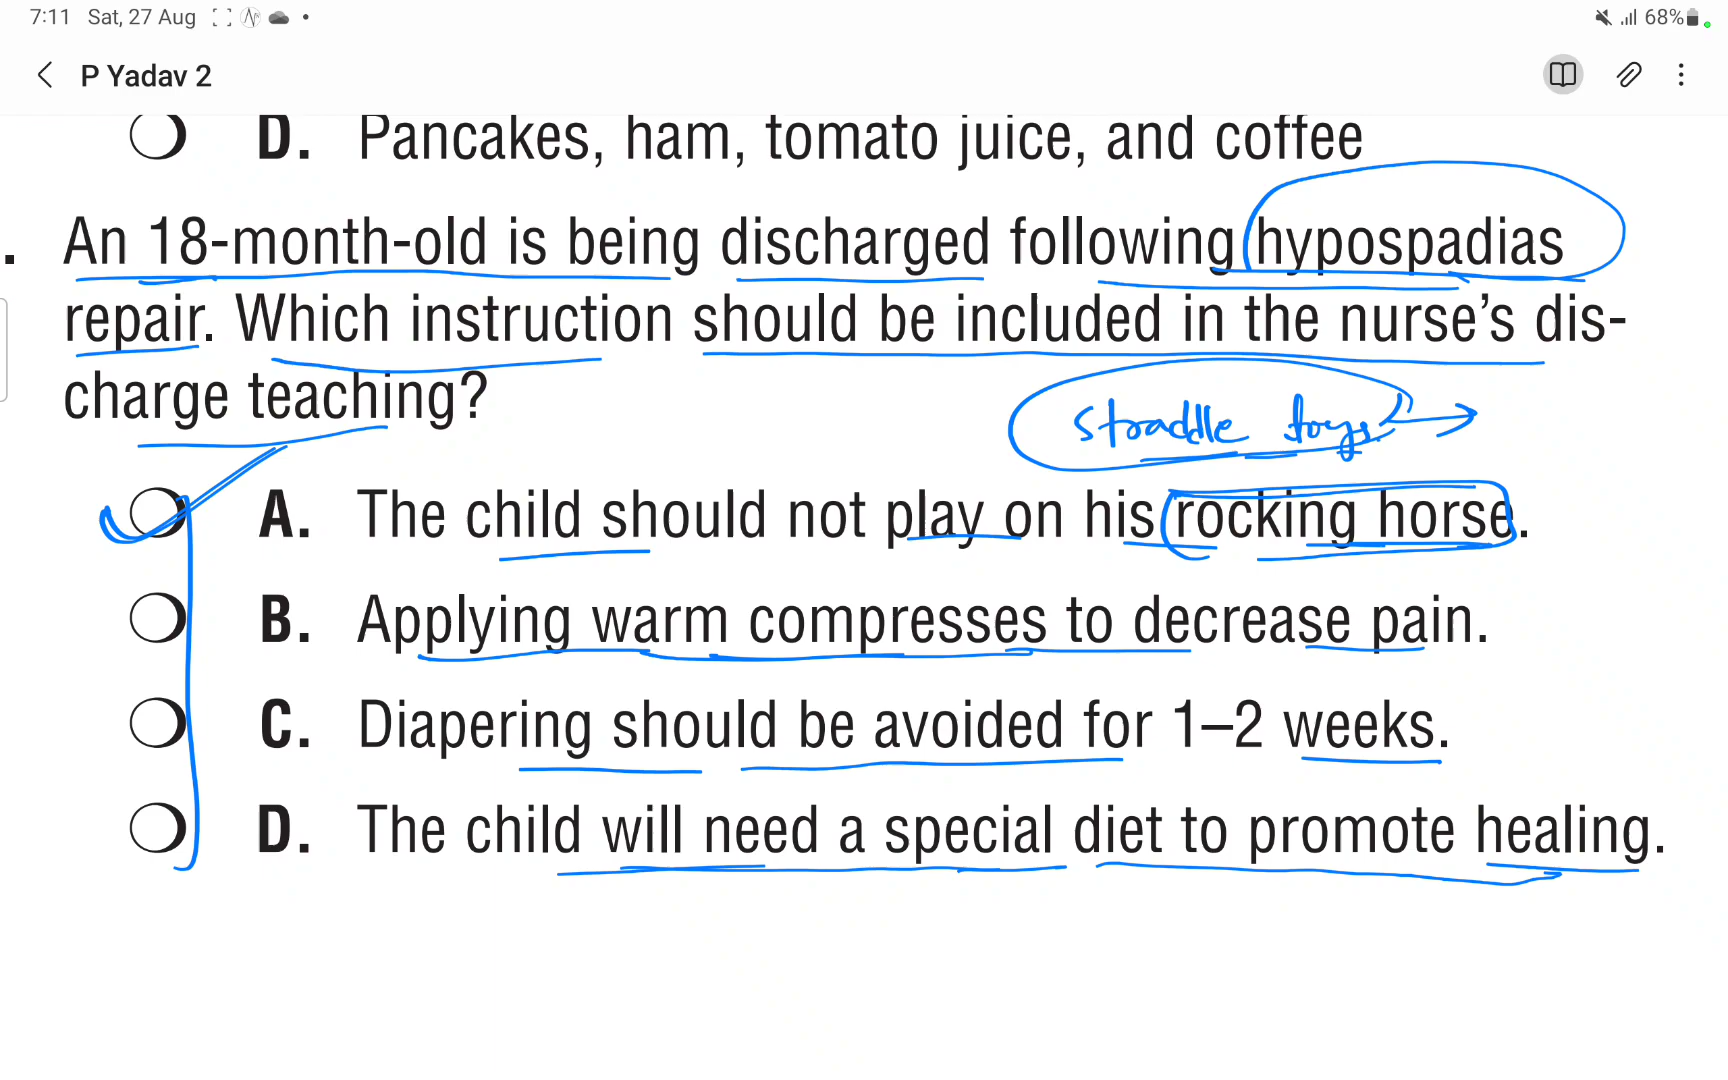 7:11 Sat, 27 Aug 68%
P Yadav 2
D. Pancakes, ham, tomato juice, and coffee
. An 18-month-old is being discharged following hypospadias
repair. Which instruction should be included in the nurse's dis-
charge teaching?
straddle toys
A. The child should not play on his rocking horse.
B. Applying warm compresses to decrease pain.
C. Diapering should be avoided for 1–2 weeks.
D. The child will need a special diet to promote healing.